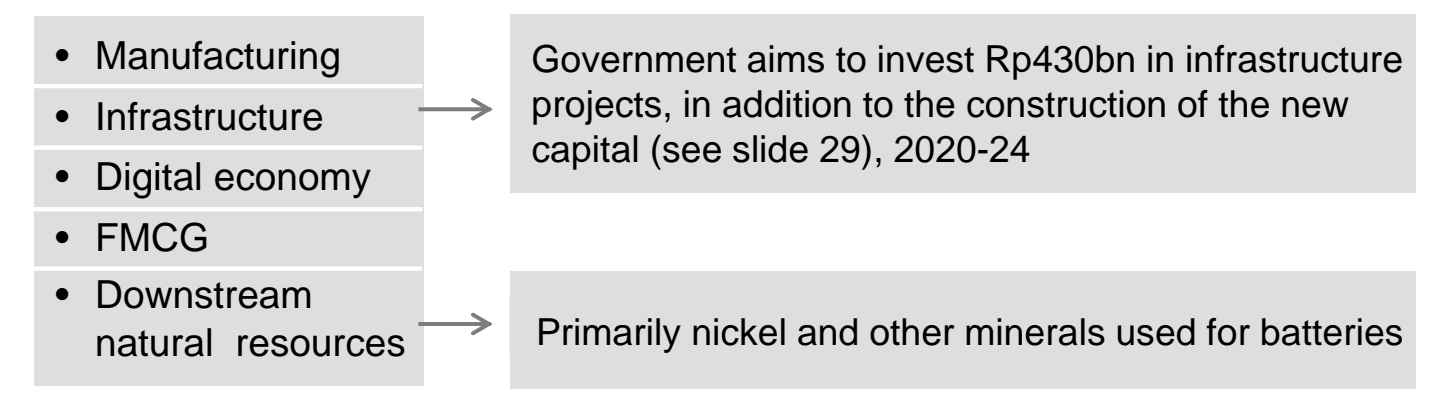 • Manufacturing
• Infrastructure
• Digital economy
• FMCG
• Downstream
natural resources
Government aims to invest Rp430bn in infrastructure
projects, in addition to the construction of the new
capital (see slide 29), 2020-24
Primarily nickel and other minerals used for batteries